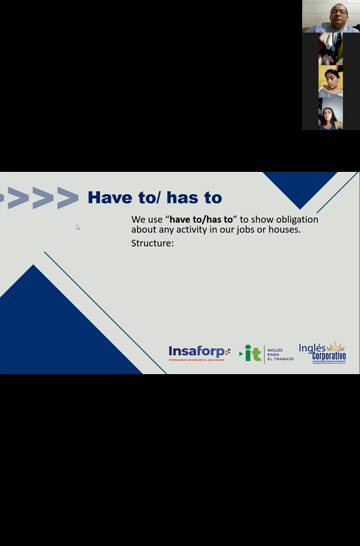 Have to/ has to
We use “have to/has to” to show obligation
about any activity in our jobs or houses.
Structure:
Insaforp
it
INGLÉS
PARA
EL TRABAJO
Inglés
Corporativo